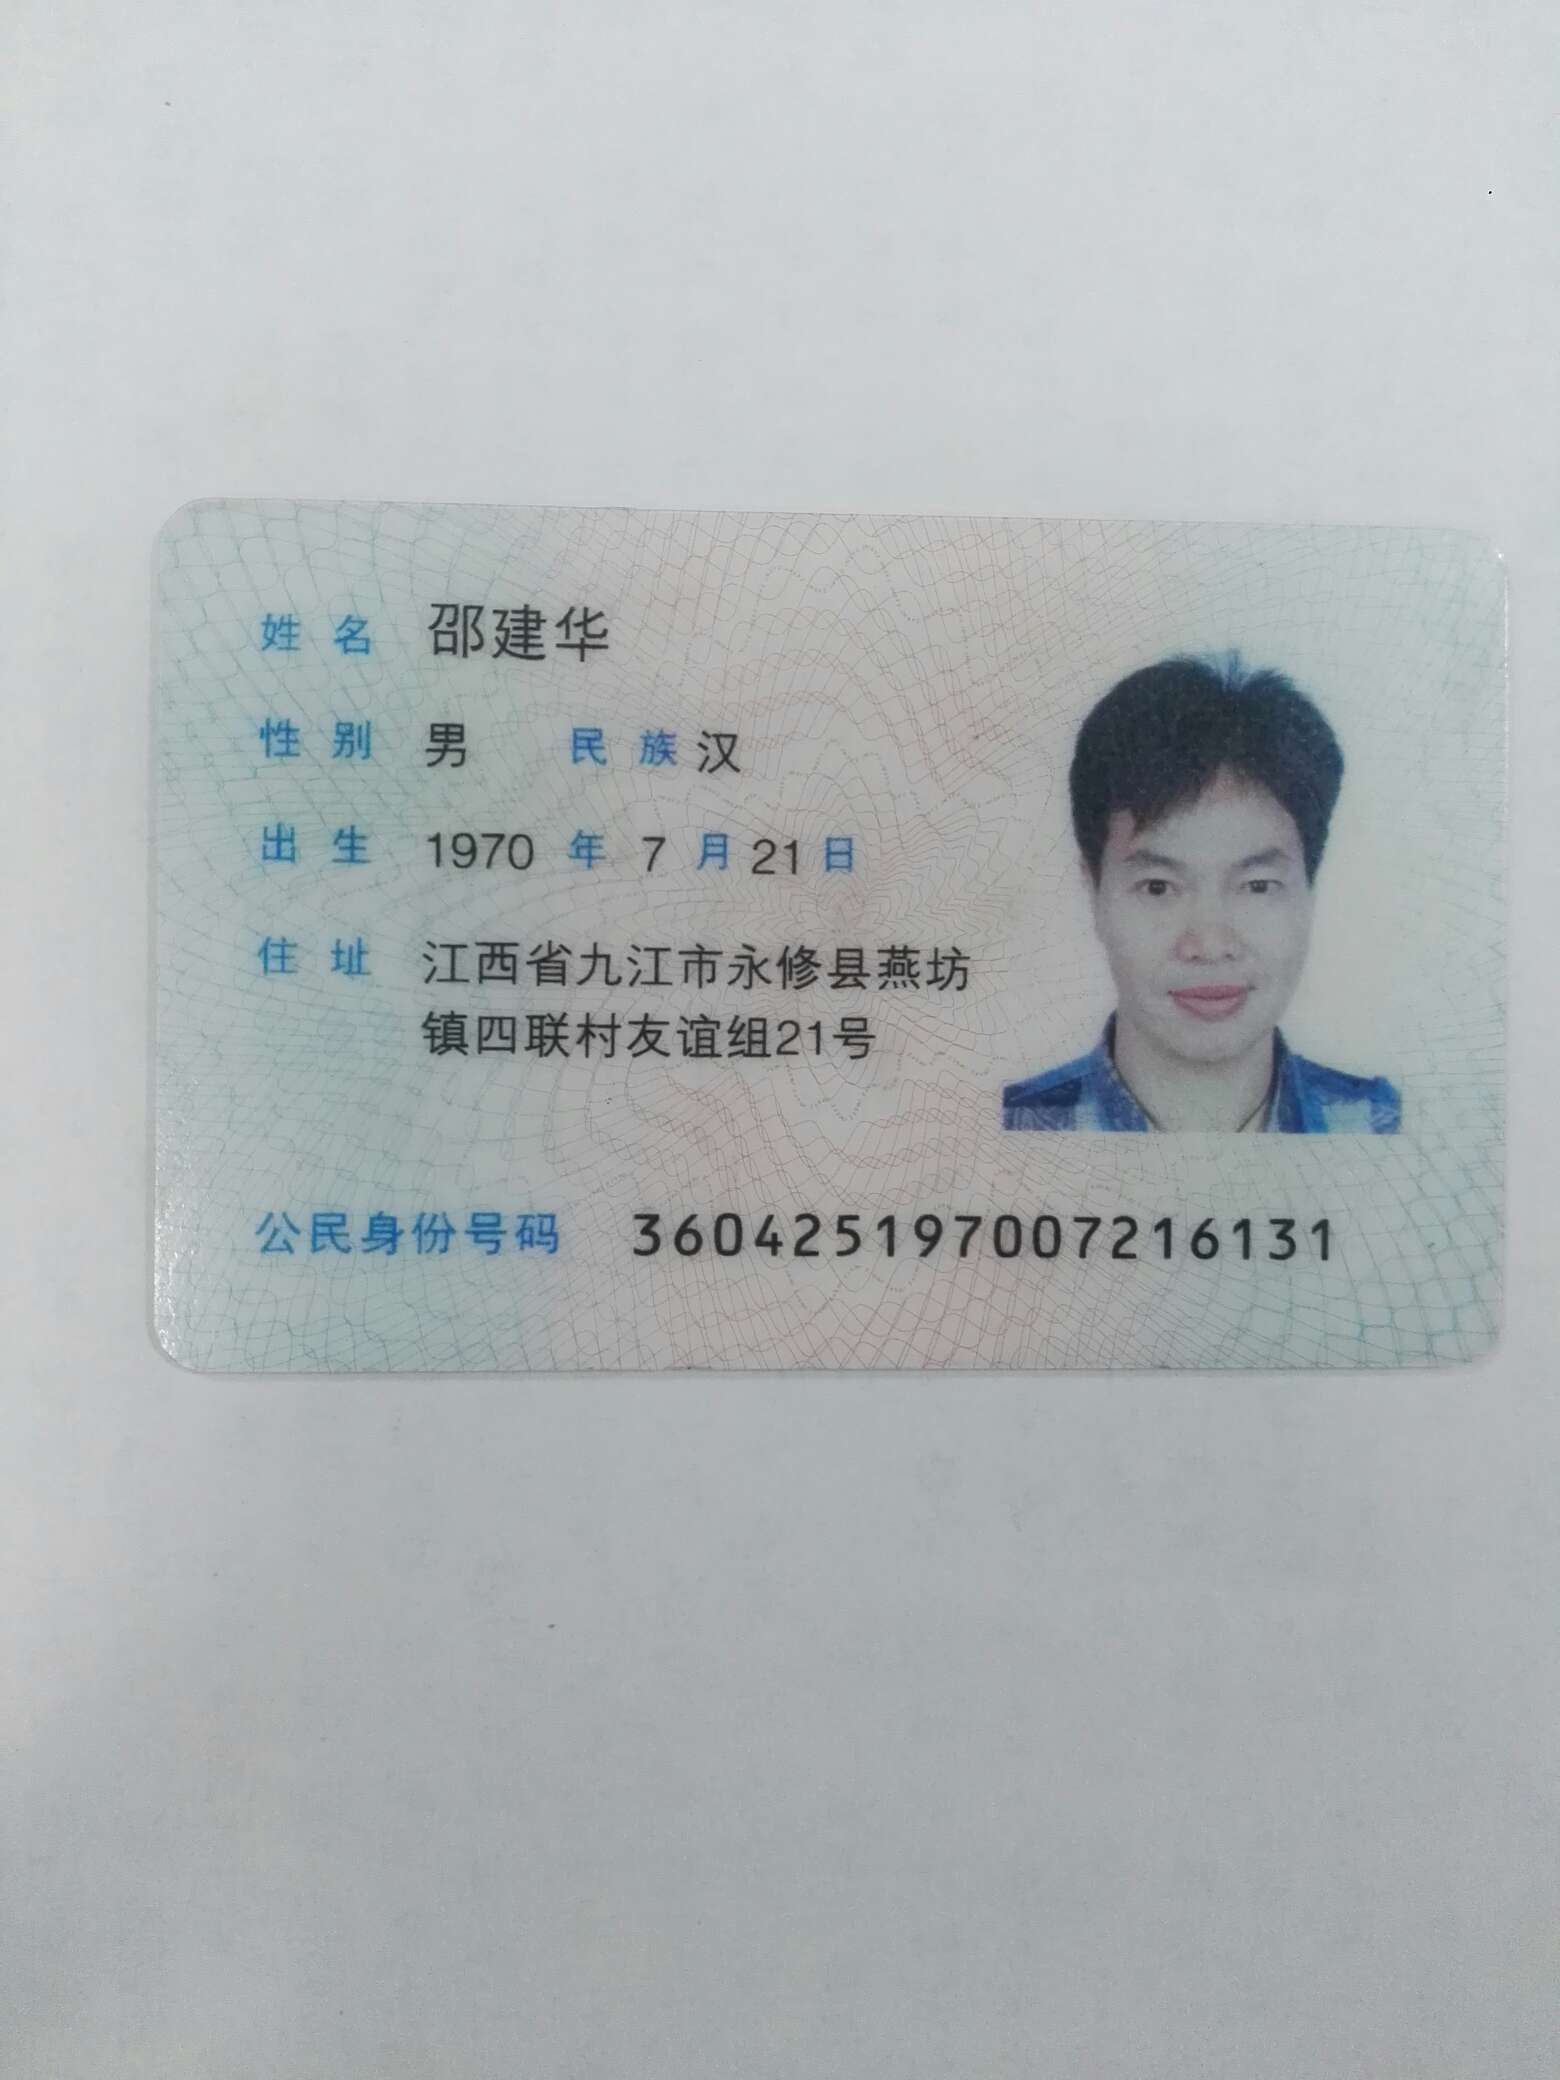 姓名 邵建华
性别 男 民族 汉
出生 1970 年 7 月 21 日
住址 江西省九江市永修县燕坊
镇四联村友谊组21号
公民身份号码 360425197007216131